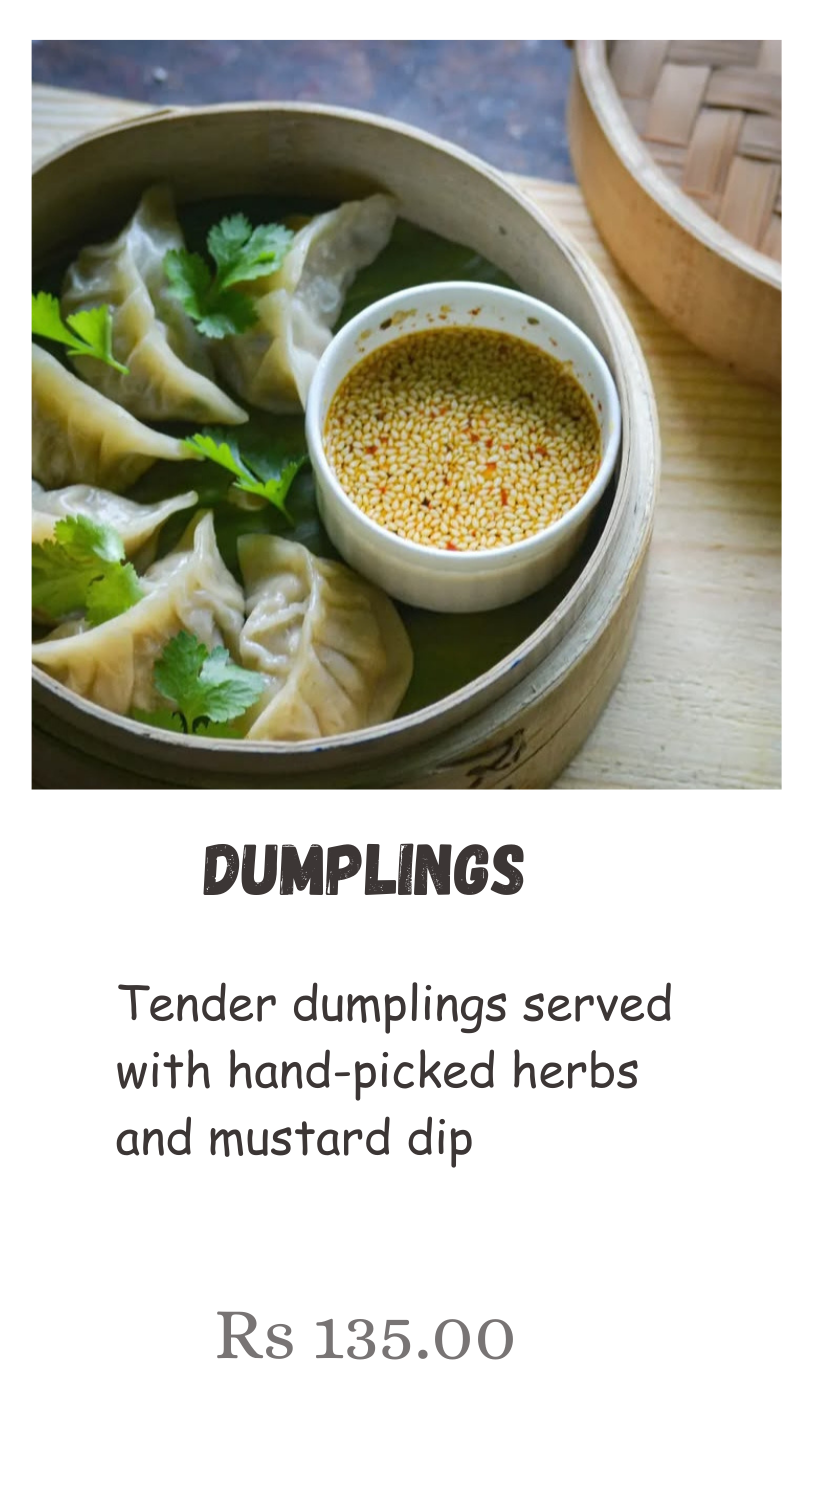 DUMPLINGS
Tender dumplings served
with hand-picked herbs
and mustard dip
Rs 135.00